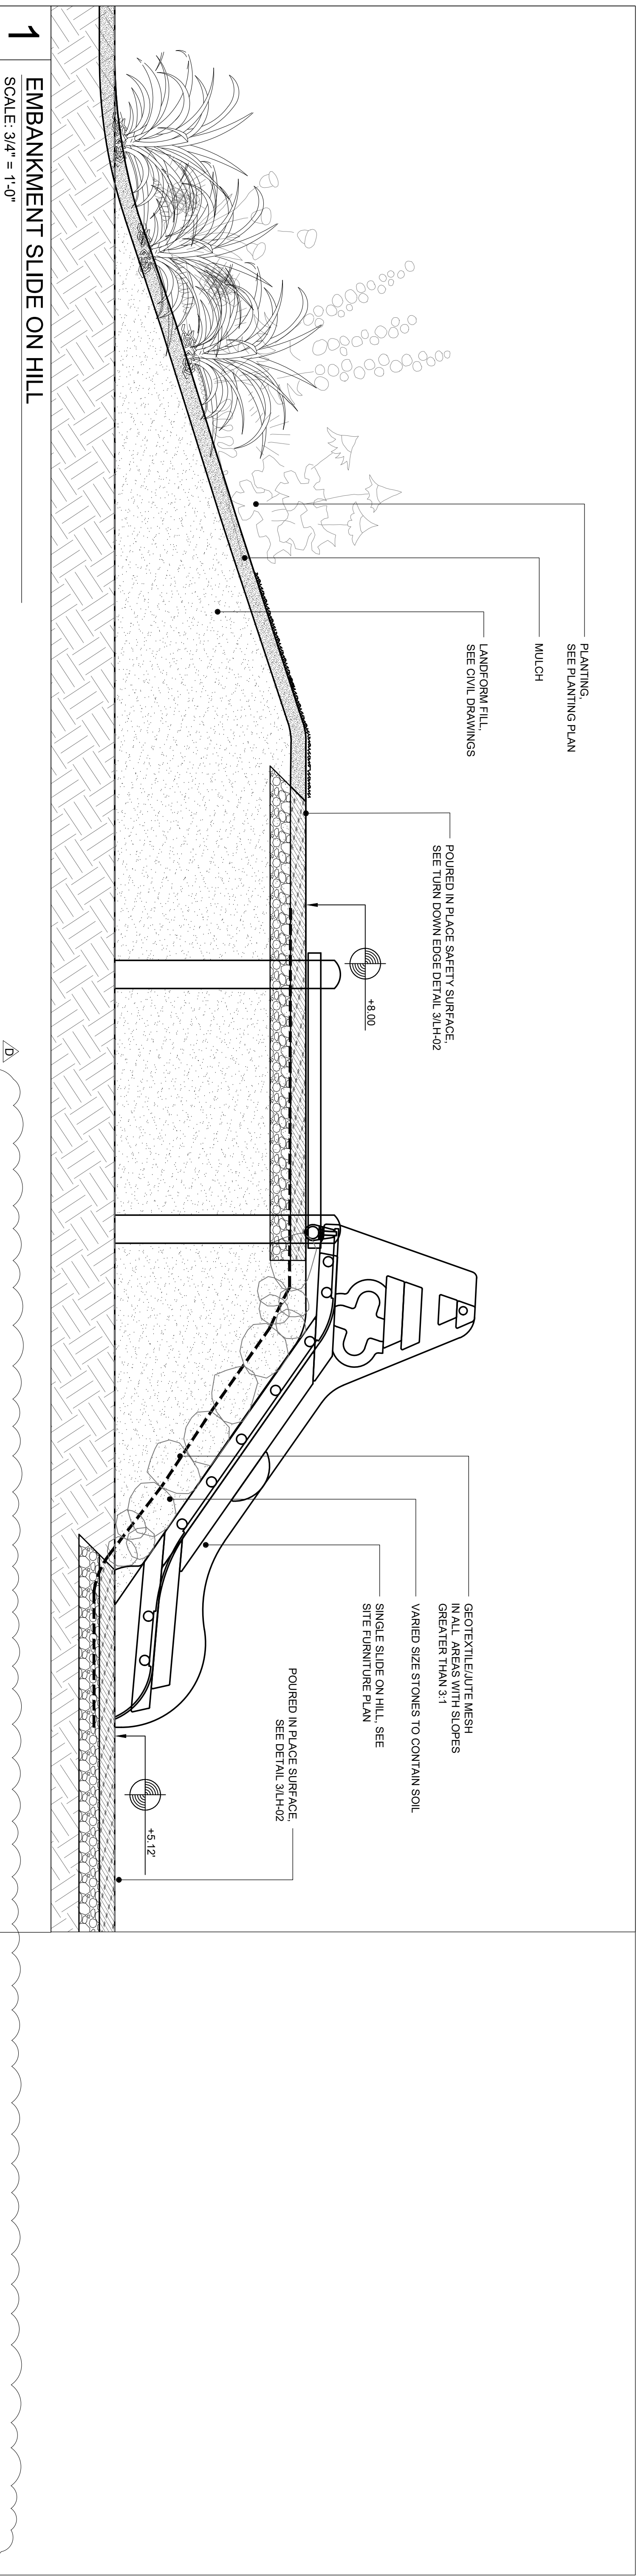 PLANTING,
SEE PLANTING PLAN
MULCH
LANDFORM FILL,
SEE CIVIL DRAWINGS
POURED IN PLACE SAFETY SURFACE,
SEE TURN DOWN EDGE DETAIL 3/LH-02
+8.00
GEOTEXTILE/JUTE MESH
IN ALL AREAS WITH SLOPES
GREATER THAN 3:1
VARIED SIZE STONES TO CONTAIN SOIL
SINGLE SLIDE ON HILL, SEE
SITE FURNITURE PLAN
POURED IN PLACE SURFACE,
SEE DETAIL 3/LH-02
+5.12'
1
EMBANKMENT SLIDE ON HILL
SCALE: 3/4" = 1'-0"
D